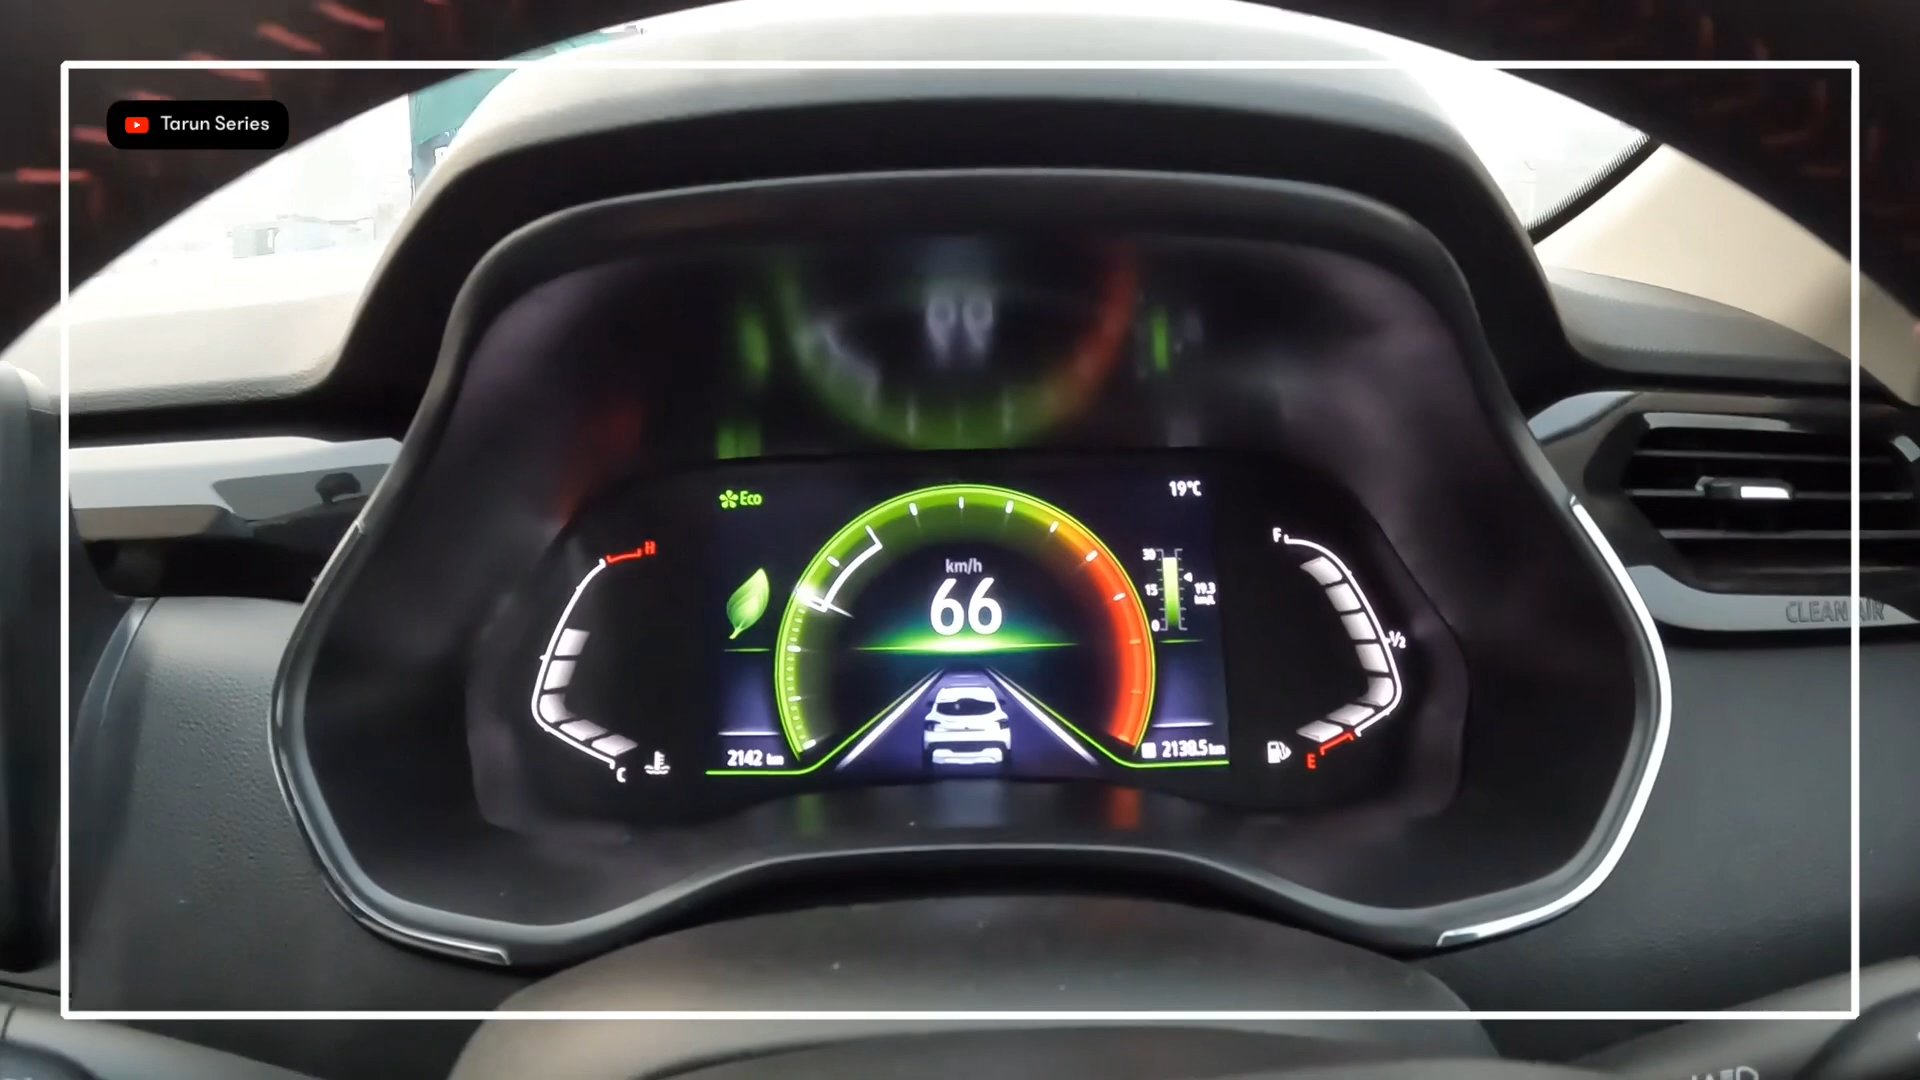 Tarun Series
Eco
19°C
H
F
km/h
66
30
15
19.3
km/L
0
1/2
2142 km
2138.5 km
C
E
CLEAN AIR